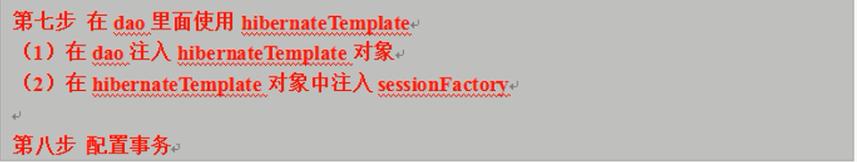 第七步 在 dao 里面使用 hibernateTemplate
（1）在 dao 注入 hibernateTemplate 对象
（2）在 hibernateTemplate 对象中注入 sessionFactory
第八步 配置事务